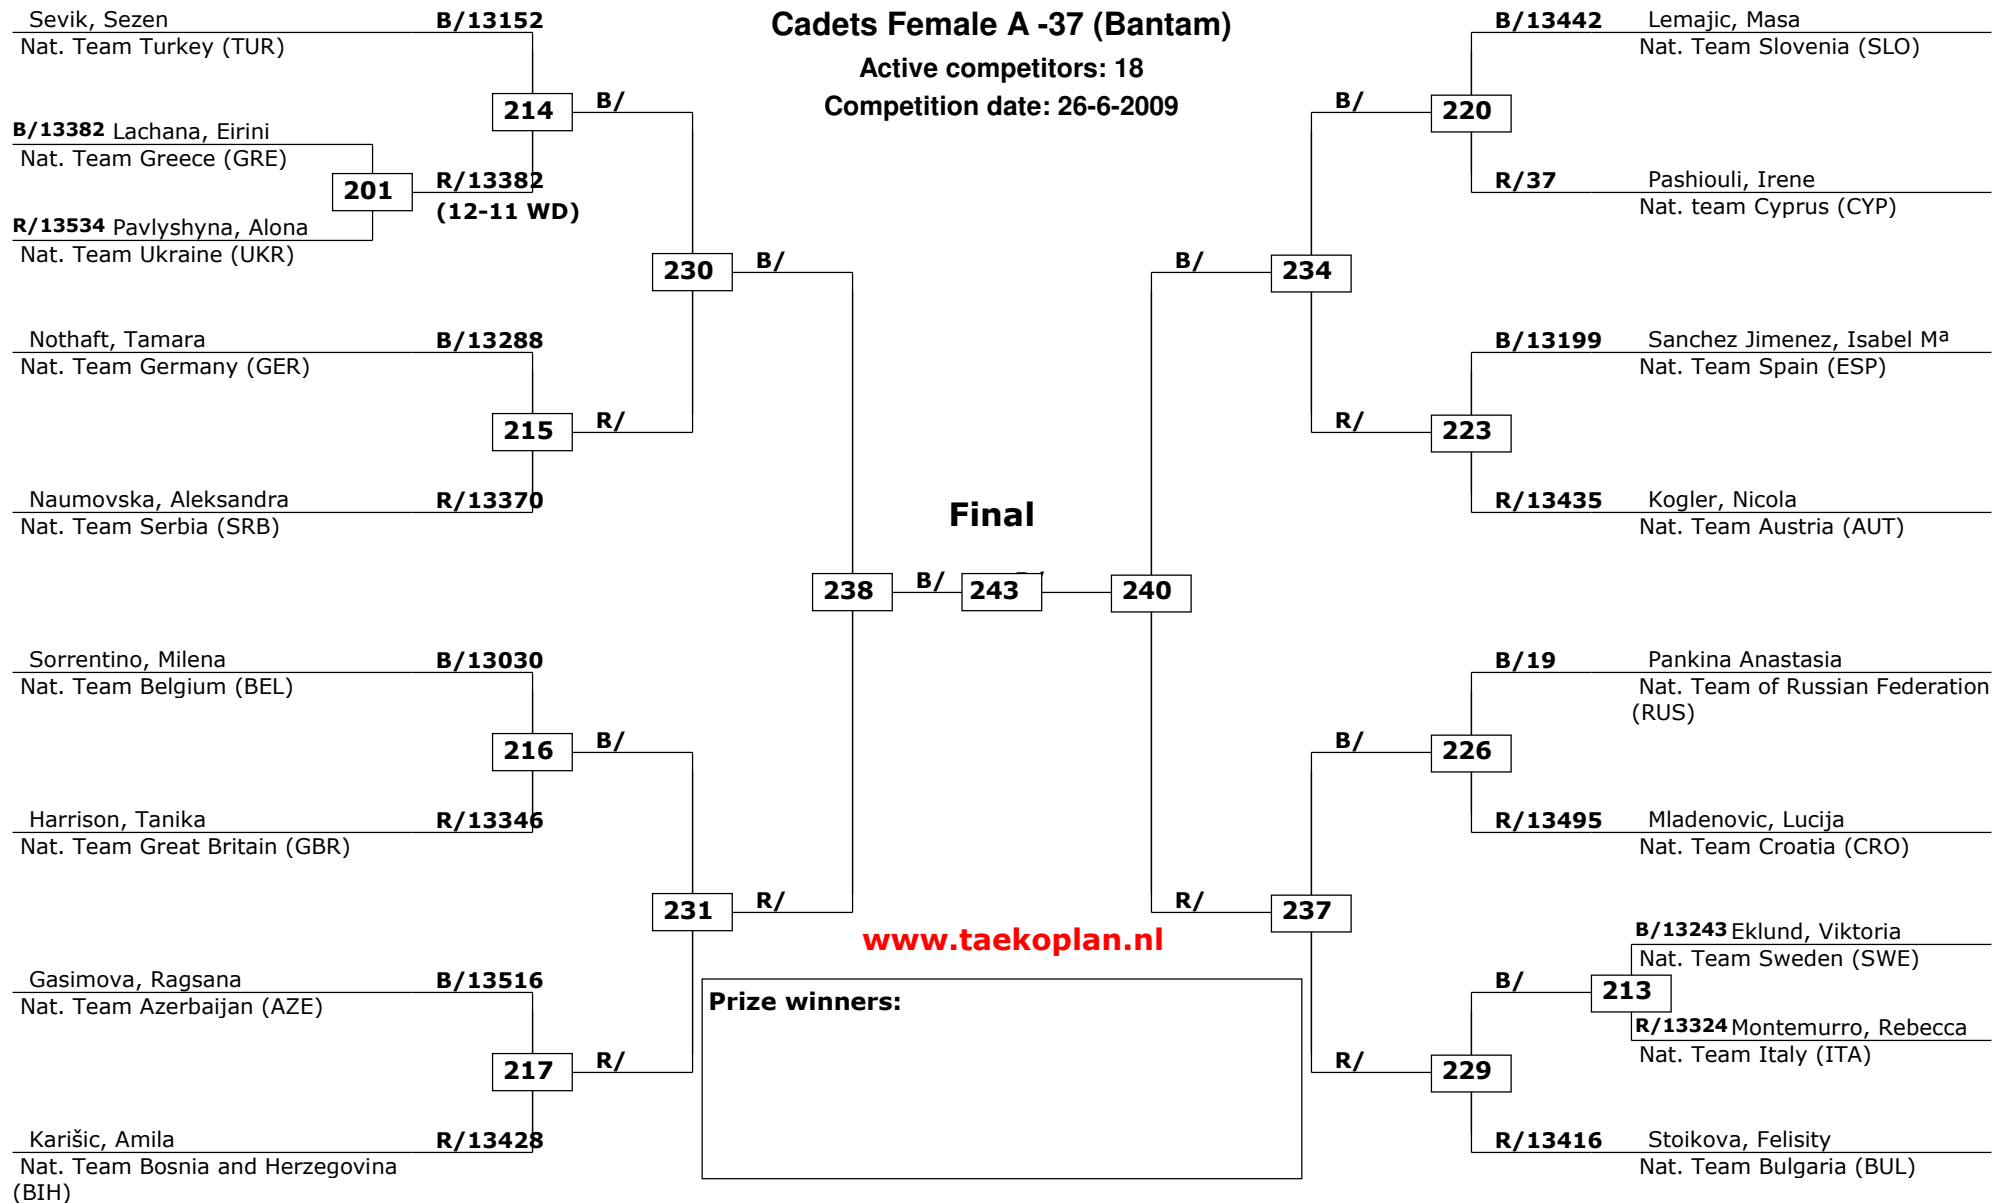 Cadets Female A -37 (Bantam)
Active competitors: 18
Competition date: 26-6-2009
Sevik, Sezen B/13152
Nat. Team Turkey (TUR)
214 B/
B/13382 Lachana, Eirini
Nat. Team Greece (GRE)
201 R/13382
(12-11 WD)
R/13534 Pavlyshyna, Alona
Nat. Team Ukraine (UKR)
230 B/
Nothaft, Tamara B/13288
Nat. Team Germany (GER)
215 R/
Naumovska, Aleksandra R/13370
Nat. Team Serbia (SRB)
Sorrentino, Milena B/13030
Nat. Team Belgium (BEL)
216 B/
Harrison, Tanika R/13346
Nat. Team Great Britain (GBR)
231 R/
Gasimova, Ragsana B/13516
Nat. Team Azerbaijan (AZE)
217 R/
Karišic, Amila R/13428
Nat. Team Bosnia and Herzegovina
(BIH)
Final
238 B/ 243 240
www.taekoplan.nl
Prize winners:
B/13442 Lemajic, Masa
Nat. Team Slovenia (SLO)
B/ 220
R/37 Pashiouli, Irene
Nat. team Cyprus (CYP)
B/ 234
B/13199 Sanchez Jimenez, Isabel Mª
Nat. Team Spain (ESP)
R/ 223
R/13435 Kogler, Nicola
Nat. Team Austria (AUT)
B/19 Pankina Anastasia
Nat. Team of Russian Federation
(RUS)
B/ 226
R/13495 Mladenovic, Lucija
Nat. Team Croatia (CRO)
R/ 237
B/13243 Eklund, Viktoria
Nat. Team Sweden (SWE)
B/ 213
R/13324 Montemurro, Rebecca
Nat. Team Italy (ITA)
R/ 229
R/13416 Stoikova, Felisity
Nat. Team Bulgaria (BUL)